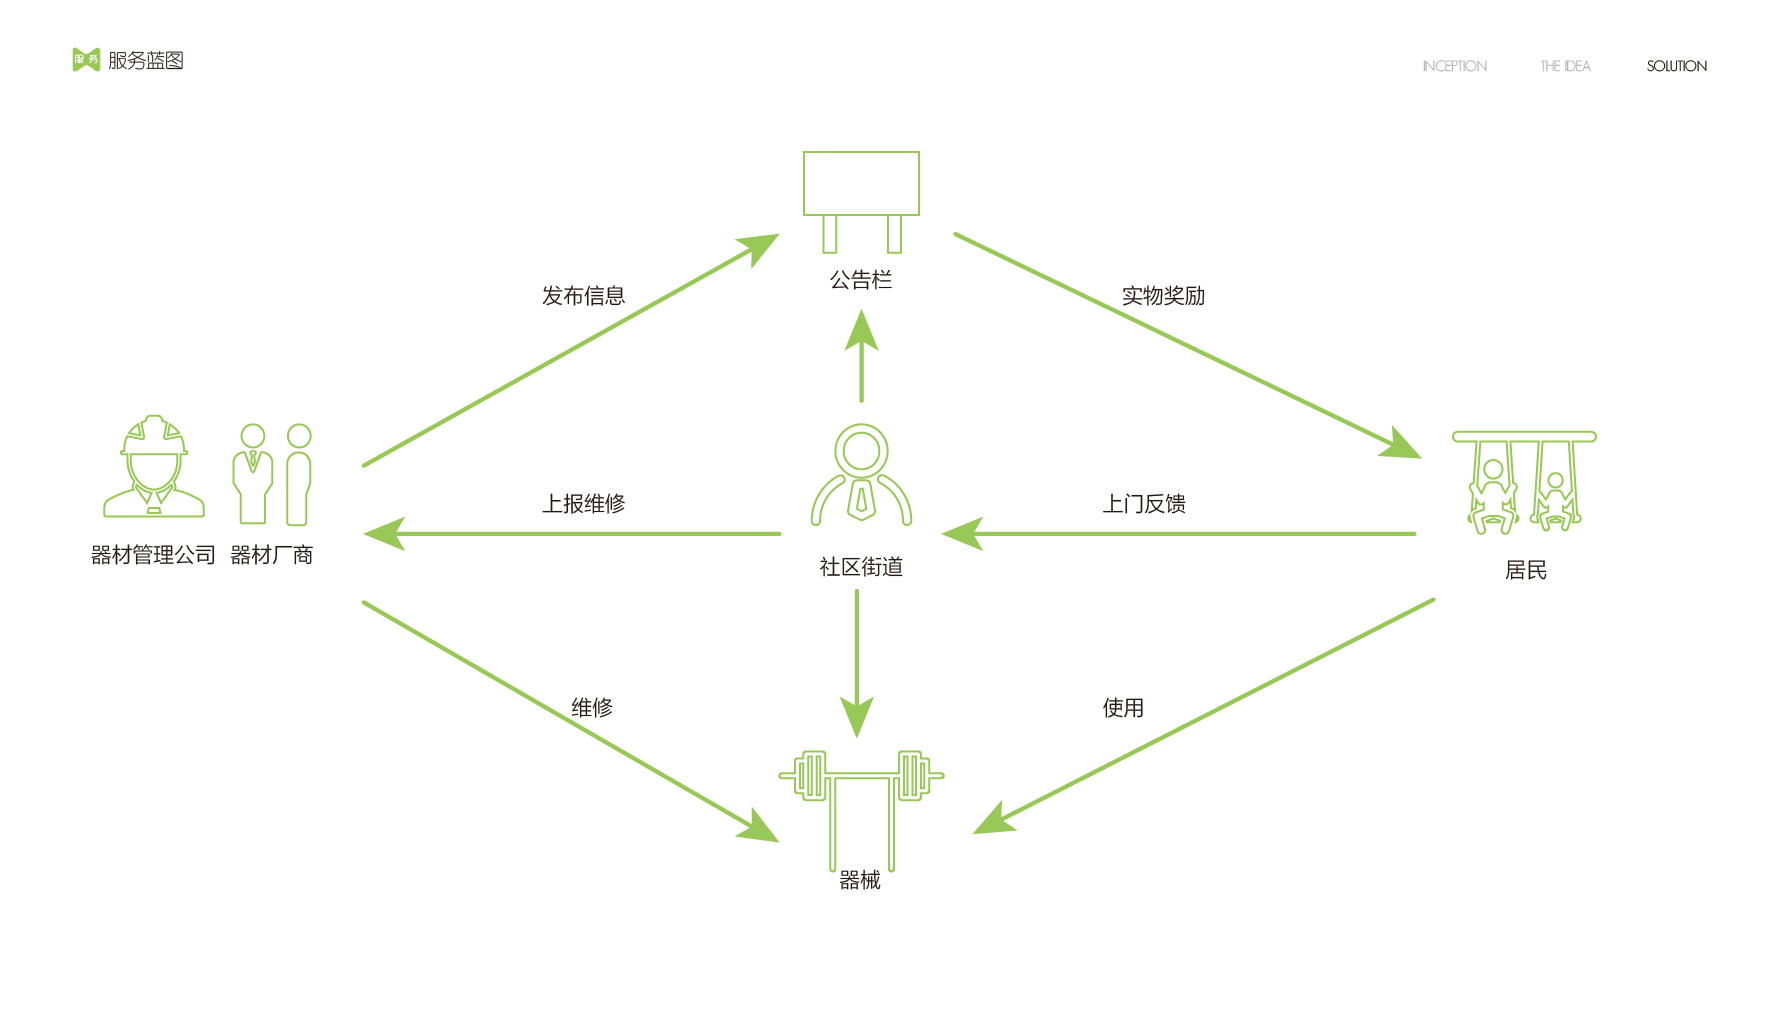 服务 服务蓝图
INCEPTION THE IDEA SOLUTION
公告栏
发布信息 实物奖励
上报维修 上门反馈
器材管理公司 器材厂商
社区街道
居民
维修 使用
器械